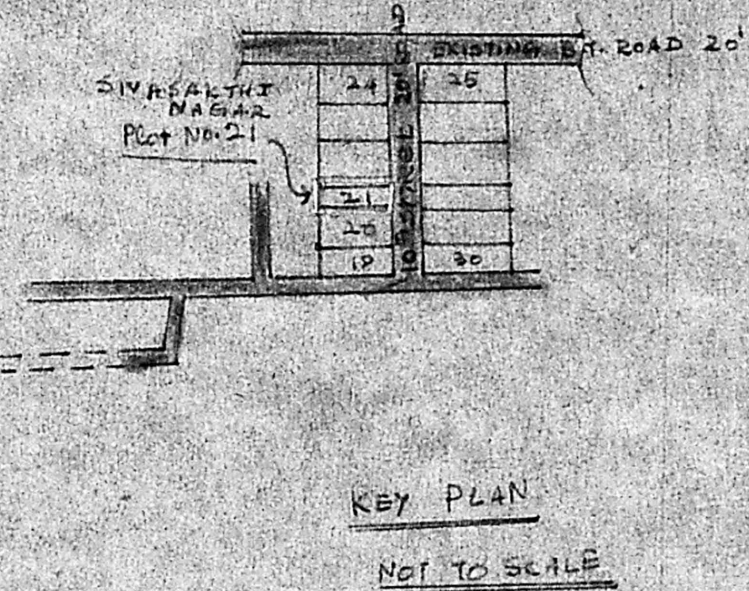 EXISTING B.T. ROAD 20'
SIVASAKTHI
NAGAR
Plot No. 21
24
25
21
20
19
30
KEY PLAN
NOT TO SCALE